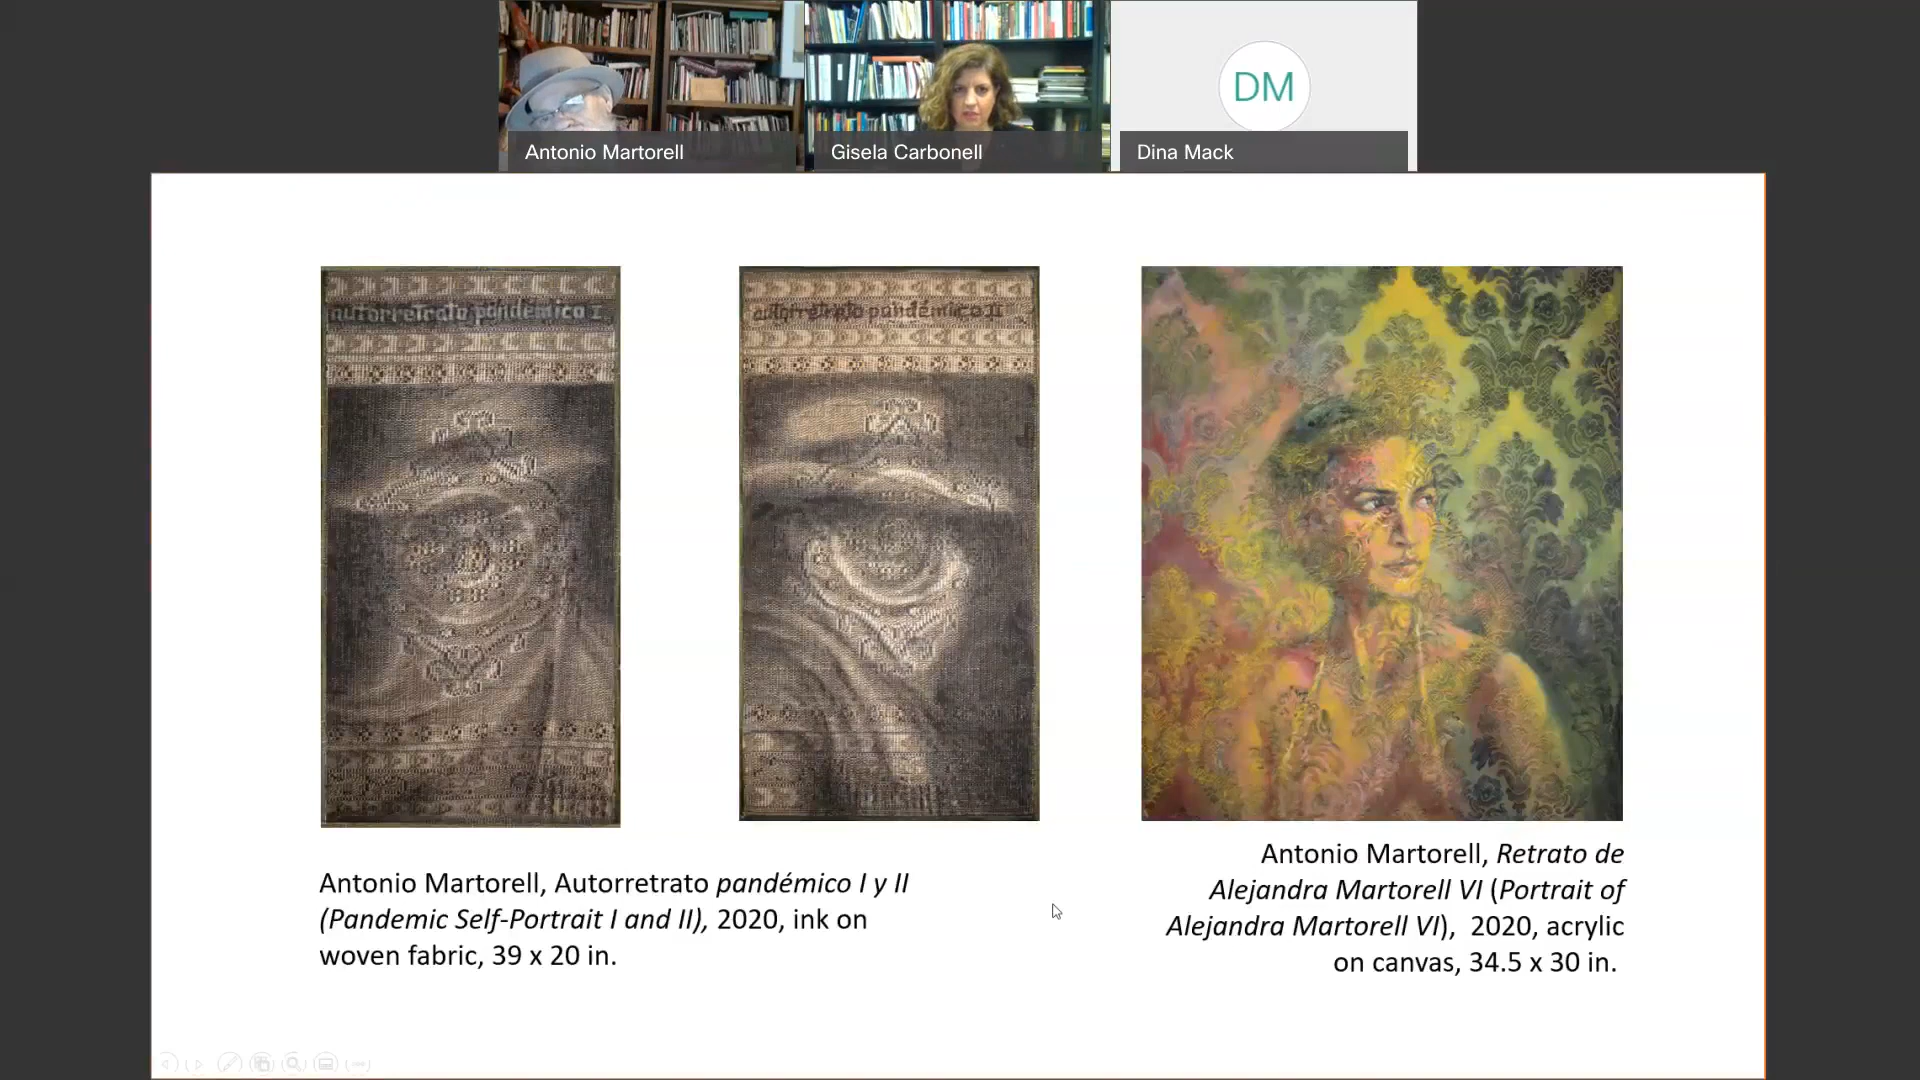 DM
Antonio Martorell
Gisela Carbonell
Dina Mack
autorretrato pandémico I
autorretrato pandémico II
Antonio Martorell, Autorretrato pandémico I y II
(Pandemic Self-Portrait I and II), 2020, ink on
woven fabric, 39 x 20 in.
Antonio Martorell, Retrato de
Alejandra Martorell VI (Portrait of
Alejandra Martorell VI), 2020, acrylic
on canvas, 34.5 x 30 in.